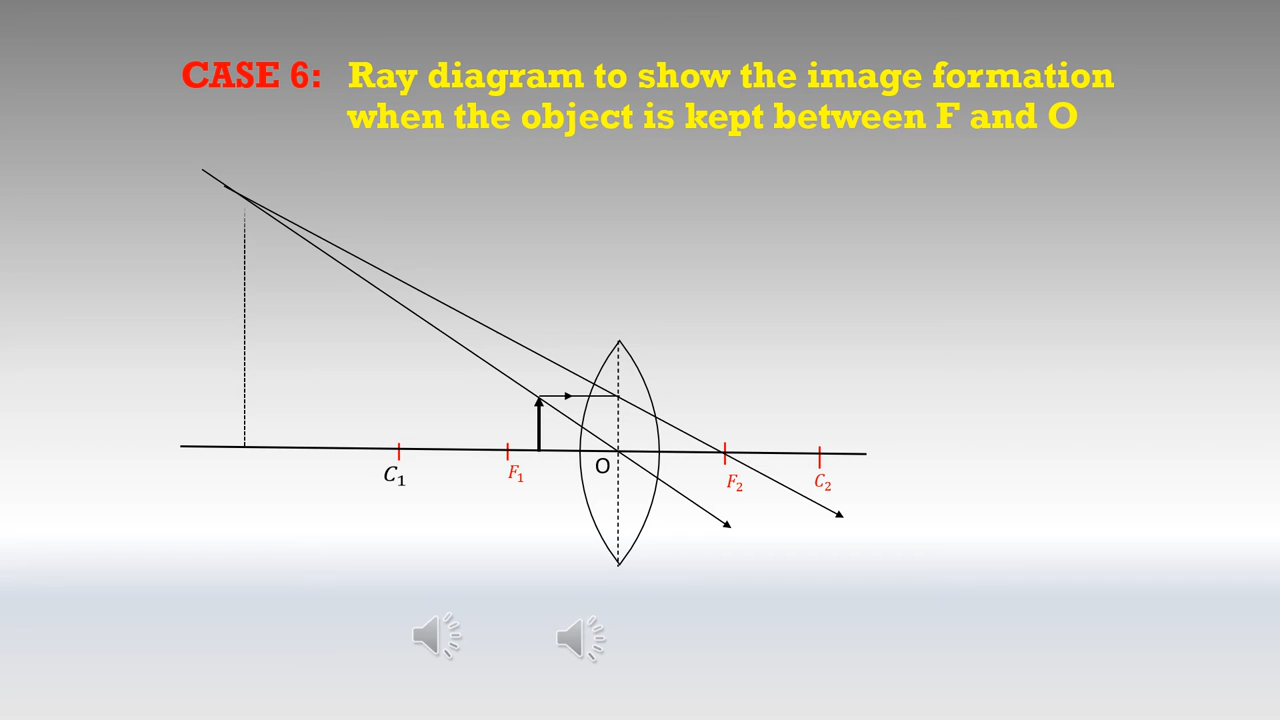 CASE 6: Ray diagram to show the image formation
when the object is kept between F and O
C₁
F₁
O
F₂
C₂